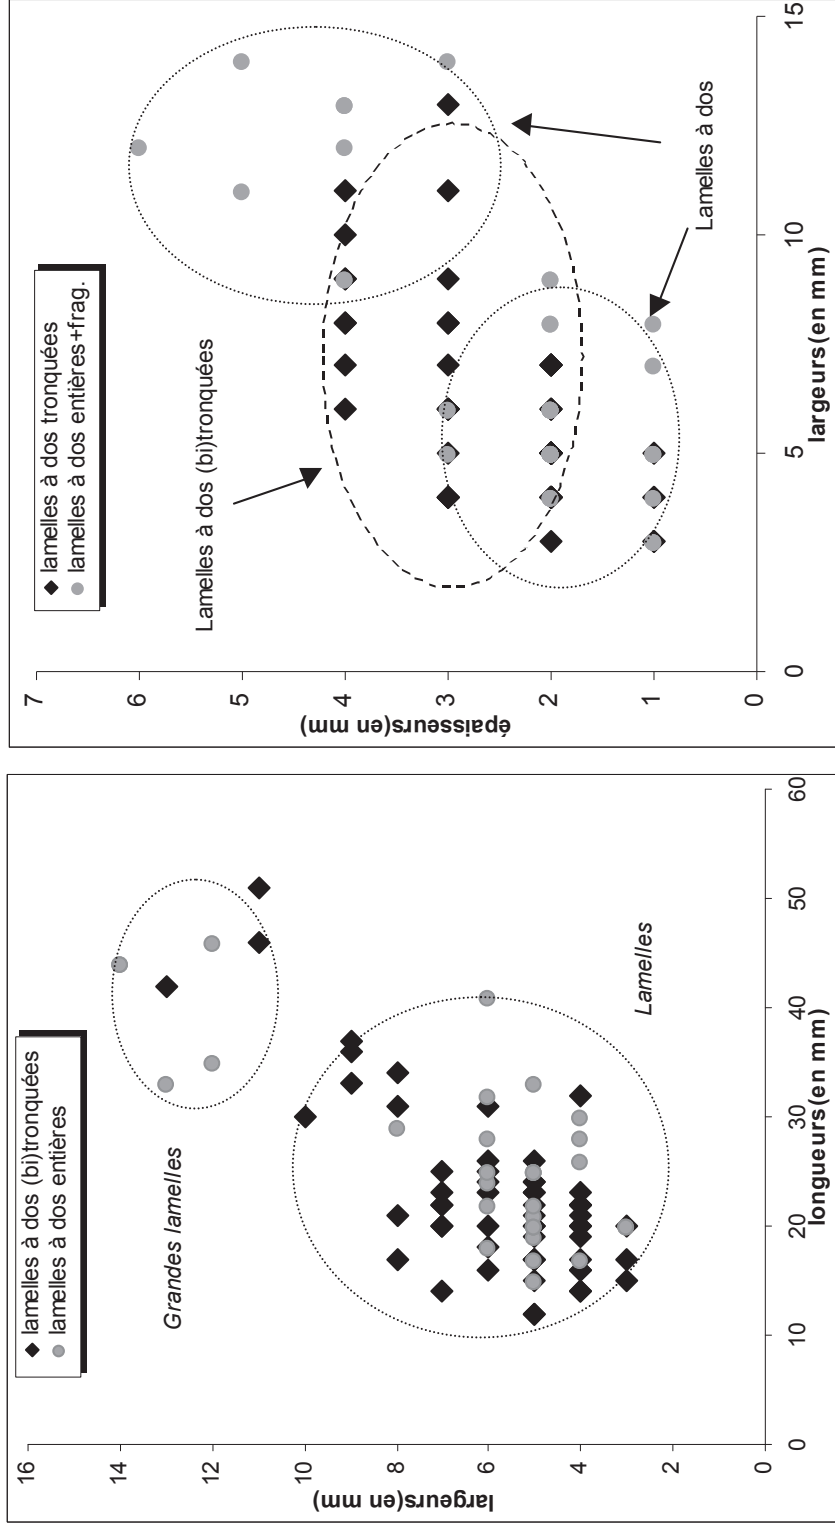 lamelles à dos (bi)tronquées
lamelles à dos entières
Grandes lamelles
Lamelles
16
14
12
10
8
6
4
2
0
largeurs(en mm)
0
10
20
30
40
50
60
longueurs(en mm)
lamelles à dos tronquées
lamelles à dos entières+frag.
Lamelles à dos (bi)tronquées
Lamelles à dos
7
6
5
4
3
2
1
0
épaisseurs(en mm)
0
5
10
15
largeurs(en mm)